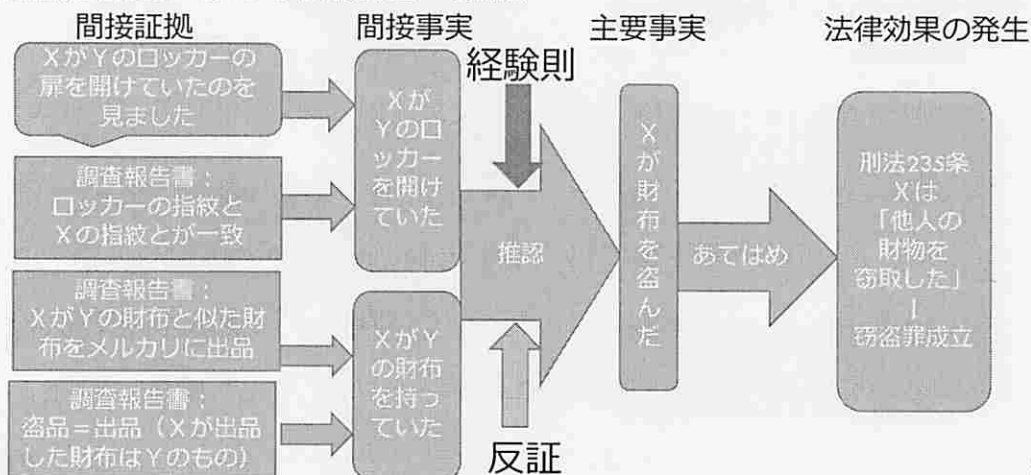 間接証拠
間接事実
主要事実
法律効果の発生
XがYのロッカーの
扉を開けていたのを
見ました
調査報告書：
ロッカーの指紋と
Xの指紋とが一致
調査報告書：
XがYの財布と似た財
布をメルカリに出品
調査報告書：
盗品＝出品（Xが出品
した財布はYのもの）
Xが
Yのロ
ッカー
を開け
ていた
XがY
の財布
を持っ
ていた
経験則
推認
反証
Xが財布を盗んだ
あてはめ
刑法235条
Xは
「他人の
財物を
窃取した」
↓
窃盗罪成立